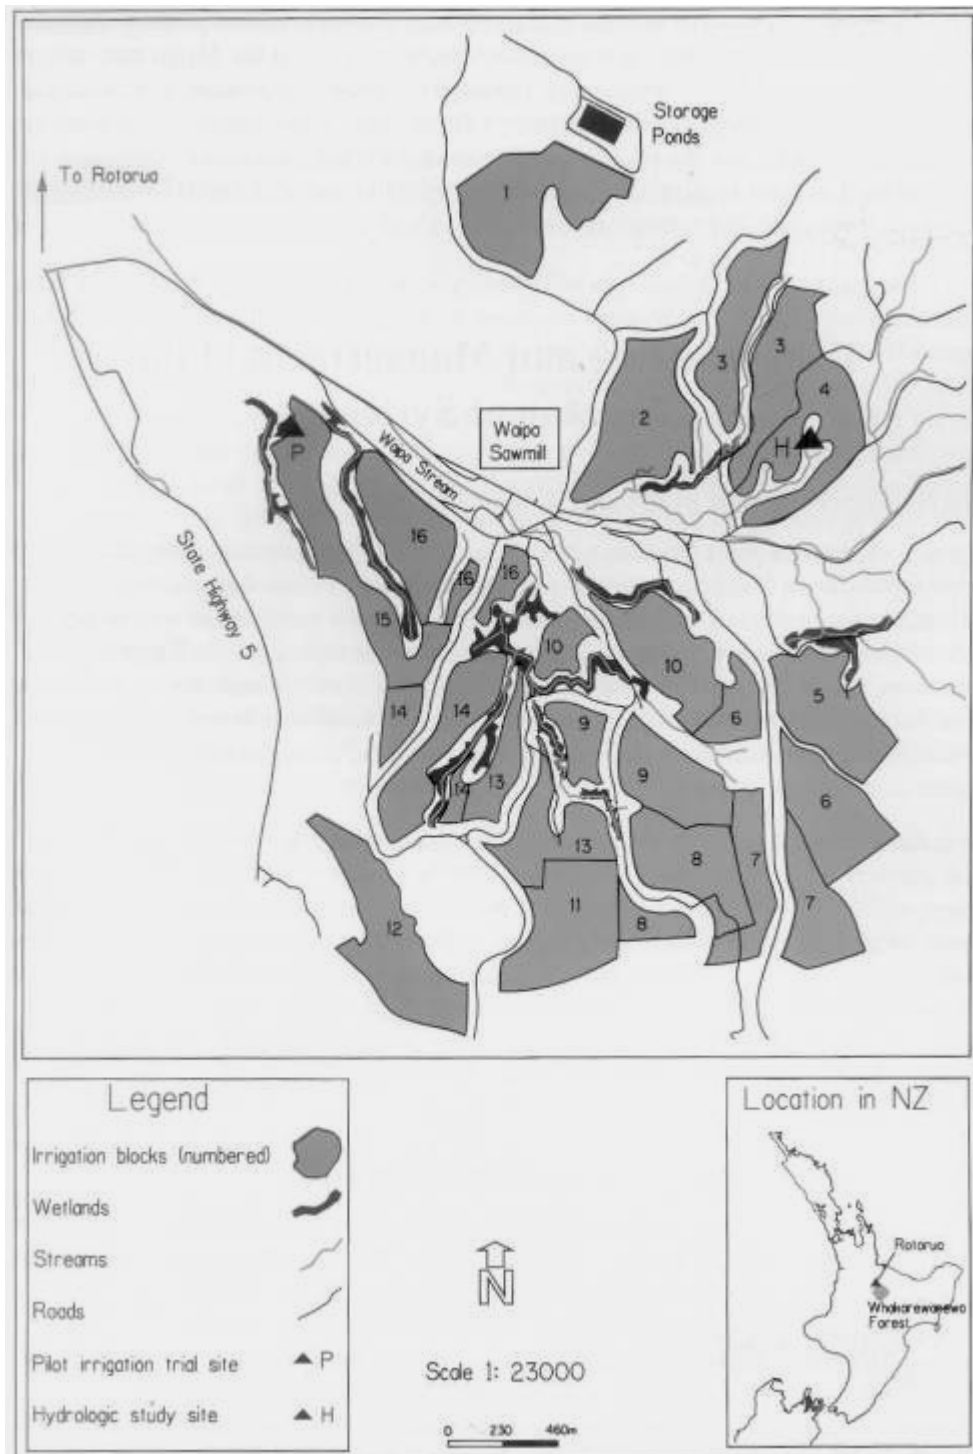 Storage
Ponds
To Rotorua
1
3
3
4
2
H
Waipa
Sawmill
Waipa Stream
P
State Highway 5
16
16
16
15
10
10
5
14
14
6
9
9
13
14
6
13
8
7
7
11
8
12
Legend
Irrigation blocks (numbered)
Wetlands
Streams
Roads
Pilot irrigation trial site
P
Hydrologic study site
H
N
Scale 1: 23000
0 230 460m
Location in NZ
Rotorua
Whakarewarewa
Forest